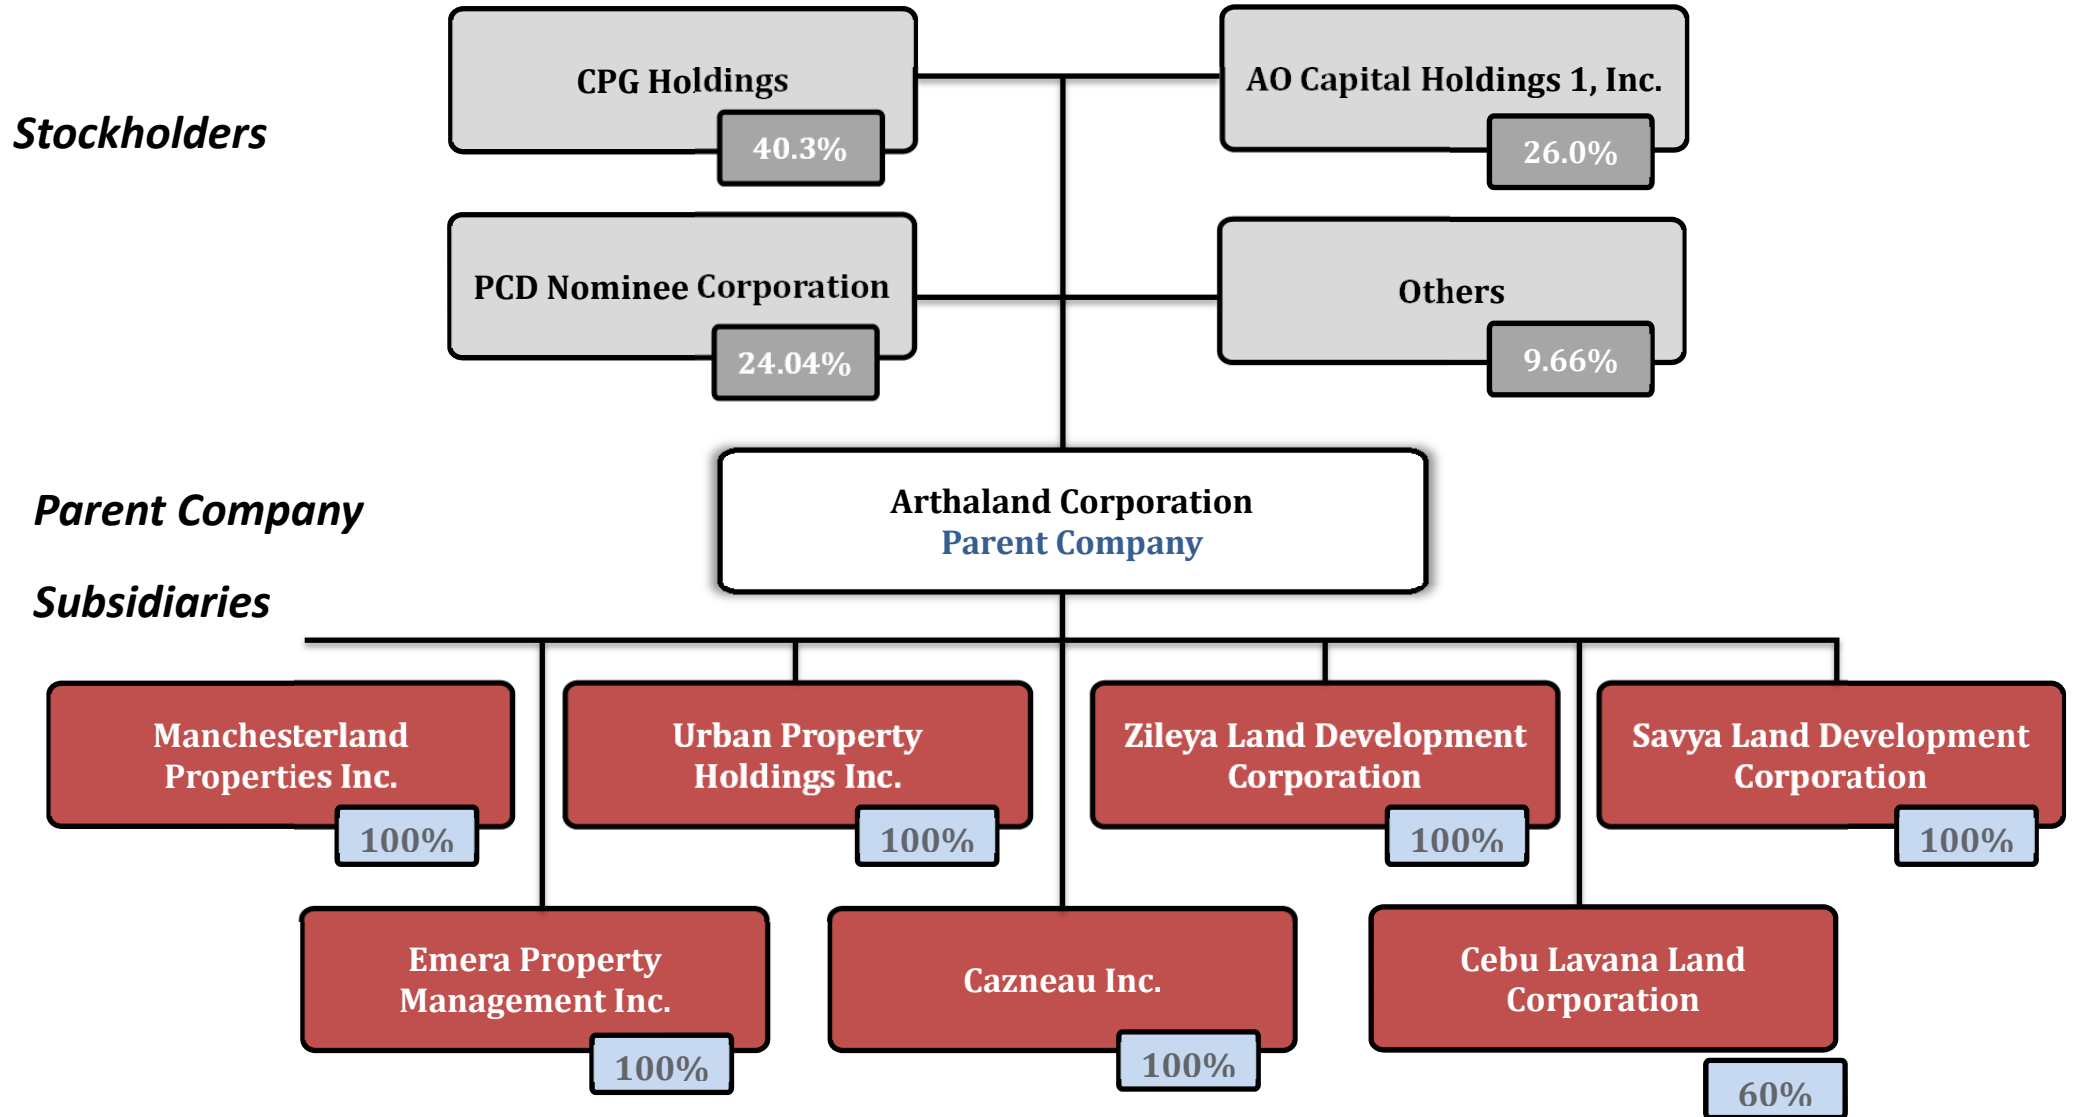 CPG Holdings
40.3%
AO Capital Holdings 1, Inc.
26.0%
Stockholders
PCD Nominee Corporation
24.04%
Others
9.66%
Parent Company
Arthaland Corporation
Parent Company
Subsidiaries
Manchesterland
Properties Inc.
100%
Urban Property
Holdings Inc.
100%
Zileya Land Development
Corporation
100%
Savya Land Development
Corporation
100%
Emera Property
Management Inc.
100%
Cazneau Inc.
100%
Cebu Lavana Land
Corporation
60%